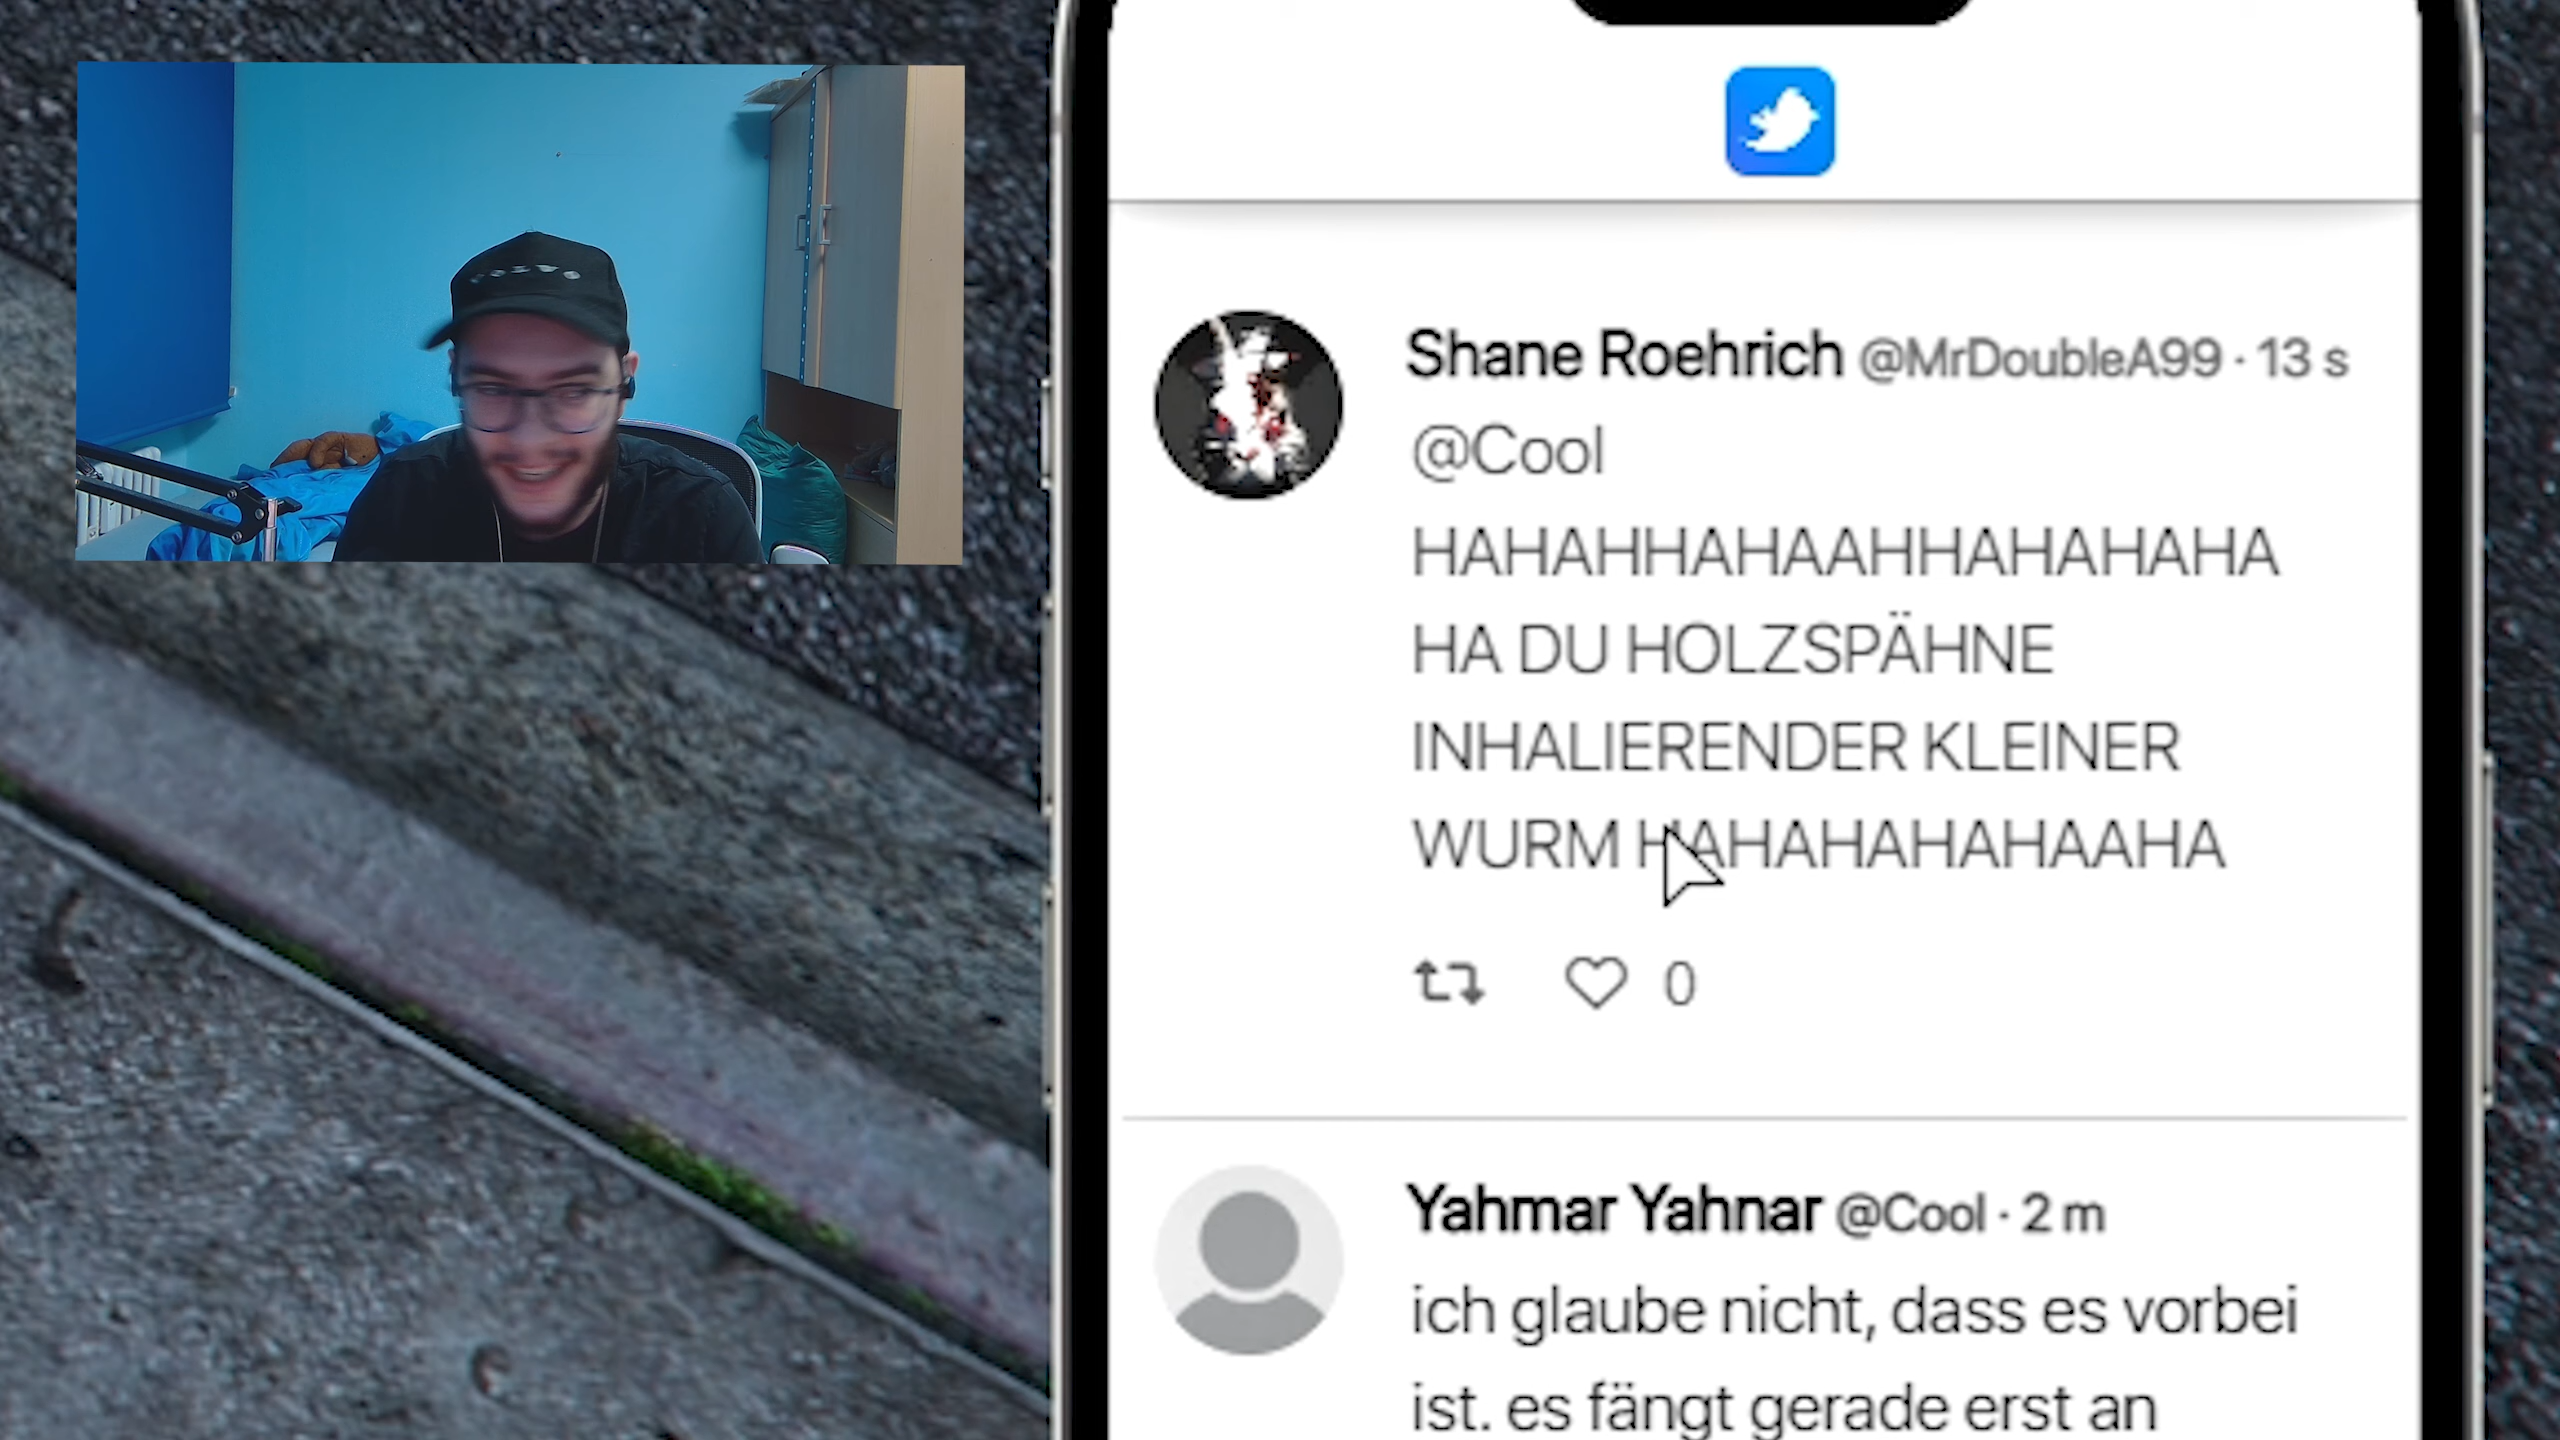 Shane Roehrich @MrDoubleA99 · 13 s
@Cool
HAHAHHAHAAHHAHAHAHA
HA DU HOLZSPÄHNE
INHALIERENDER KLEINER
WURM HAHAHAHAHAAHA
0
Yahmar Yahnar @Cool · 2 m
ich glaube nicht, dass es vorbei
ist. es fängt gerade erst an